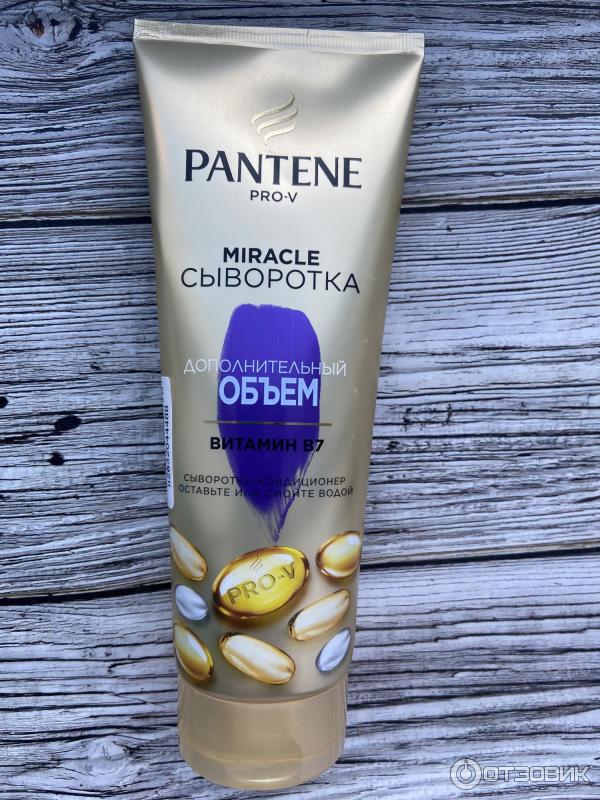 PANTENE
PRO-V
MIRACLE
СЫВОРОТКА
ДОПОЛНИТЕЛЬНЫЙ
ОБЪЕМ
ВИТАМИН B7
СЫВОРОТКА-КОНДИЦИОНЕР
ОСТАВЬТЕ ИЛИ СМОЙТЕ ВОДОЙ
PRO-V
ОТЗОВИК